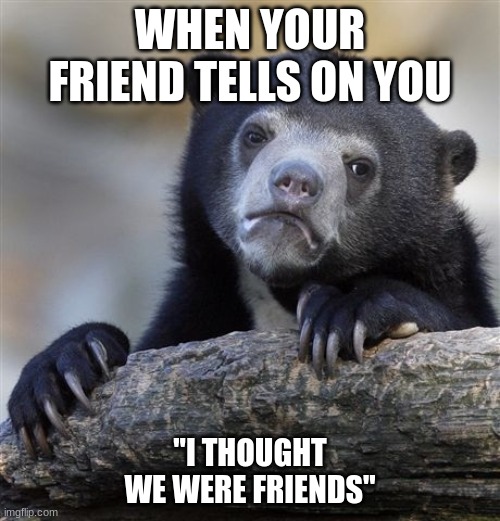 WHEN YOUR
FRIEND TELLS ON YOU
"I THOUGHT
WE WERE FRIENDS"
imgflip.com